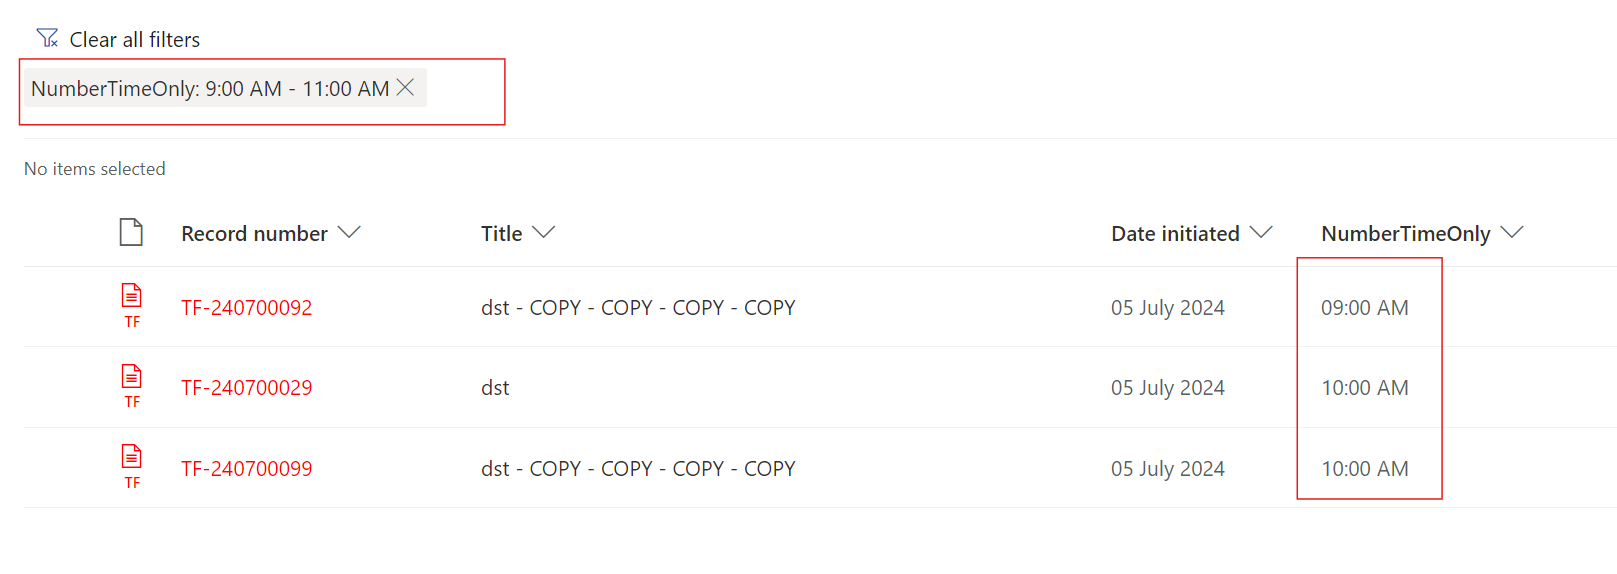 Clear all filters
NumberTimeOnly: 9:00 AM - 11:00 AM
No items selected
Record number Title Date initiated NumberTimeOnly
TF TF-240700092 dst - COPY - COPY - COPY - COPY 05 July 2024 09:00 AM
TF TF-240700029 dst 05 July 2024 10:00 AM
TF TF-240700099 dst - COPY - COPY - COPY - COPY 05 July 2024 10:00 AM